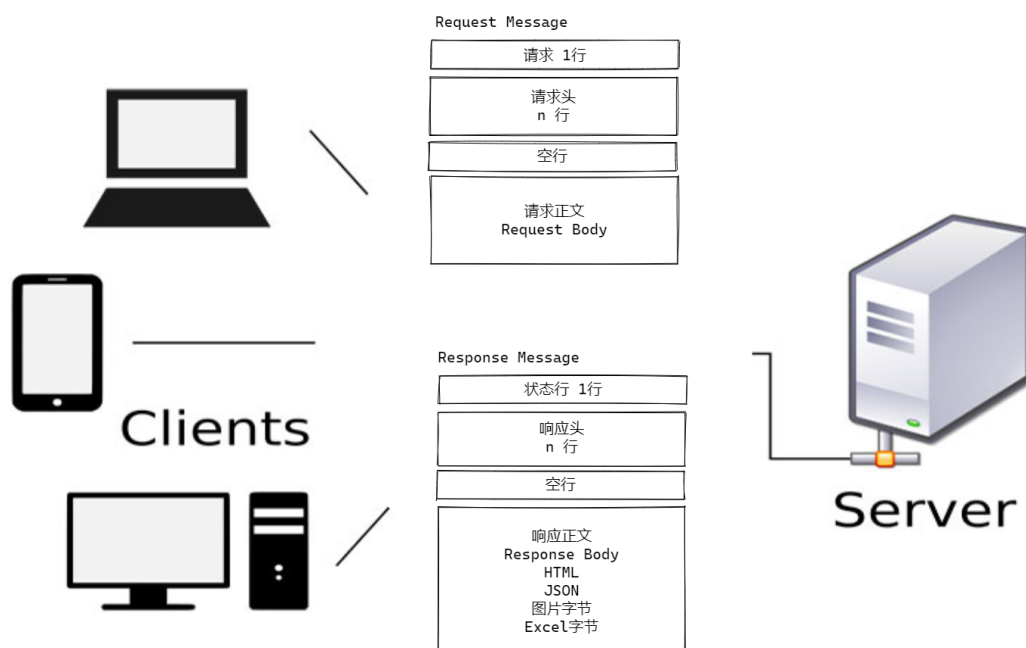 Request Message
请求 1行
请求头
n 行
空行
请求正文
Request Body
Clients
Response Message
状态行 1行
响应头
n 行
空行
响应正文
Response Body
HTML
JSON
图片字节
Excel字节
Server